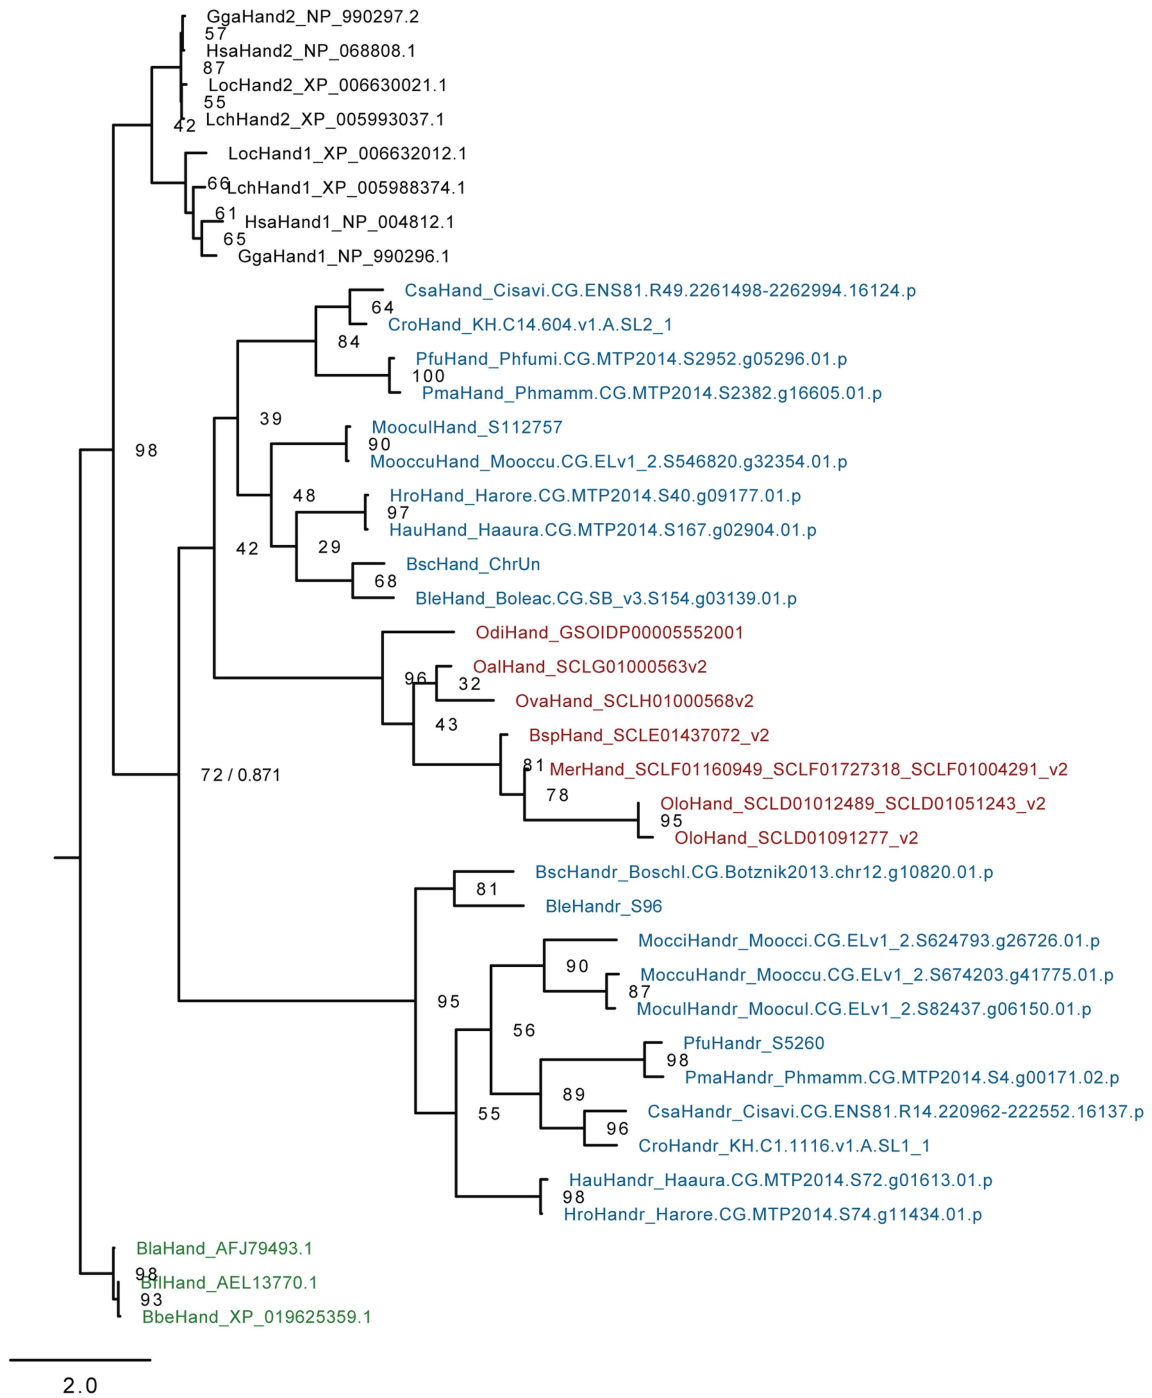 GgaHand2_NP_990297.2
57
HsaHand2_NP_068808.1
87
LocHand2_XP_006630021.1
55
LchHand2_XP_005993037.1
42
LocHand1_XP_006632012.1
66
LchHand1_XP_005988374.1
61
HsaHand1_NP_004812.1
65
GgaHand1_NP_990296.1
CsaHand_Cisavi.CG.ENS81.R49.2261498-2262994.16124.p
64
CroHand_KH.C14.604.v1.A.SL2_1
84
PfuHand_Phfumi.CG.MTP2014.S2952.g05296.01.p
100
PmaHand_Phmamm.CG.MTP2014.S2382.g16605.01.p
39
MooculHand_S112757
90
98
MooccuHand_Mooccu.CG.ELv1_2.S546820.g32354.01.p
48
HroHand_Harore.CG.MTP2014.S40.g09177.01.p
97
HauHand_Haaura.CG.MTP2014.S167.g02904.01.p
42
29
BscHand_ChrUn
68
BleHand_Boleac.CG.SB_v3.S154.g03139.01.p
OdiHand_GSOIDP00005552001
OalHand_SCLG01000563v2
96
32
OvaHand_SCLH01000568v2
43
BspHand_SCLE01437072_v2
81
MerHand_SCLF01160949_SCLF01727318_SCLF01004291_v2
72 / 0.871
78
OloHand_SCLD01012489_SCLD01051243_v2
95
OloHand_SCLD01091277_v2
BscHandr_Boschl.CG.Botznik2013.chr12.g10820.01.p
81
BleHandr_S96
MocciHandr_Moocci.CG.ELv1_2.S624793.g26726.01.p
90
MoccuHandr_Mooccu.CG.ELv1_2.S674203.g41775.01.p
87
95
MoculHandr_Moocul.CG.ELv1_2.S82437.g06150.01.p
56
PfuHandr_S5260
98
PmaHandr_Phmamm.CG.MTP2014.S4.g00171.02.p
89
55
CsaHandr_Cisavi.CG.ENS81.R14.220962-222552.16137.p
96
CroHandr_KH.C1.1116.v1.A.SL1_1
HauHandr_Haaura.CG.MTP2014.S72.g01613.01.p
98
HroHandr_Harore.CG.MTP2014.S74.g11434.01.p
BlaHand_AFJ79493.1
98
BflHand_AEL13770.1
93
BbeHand_XP_019625359.1
2.0